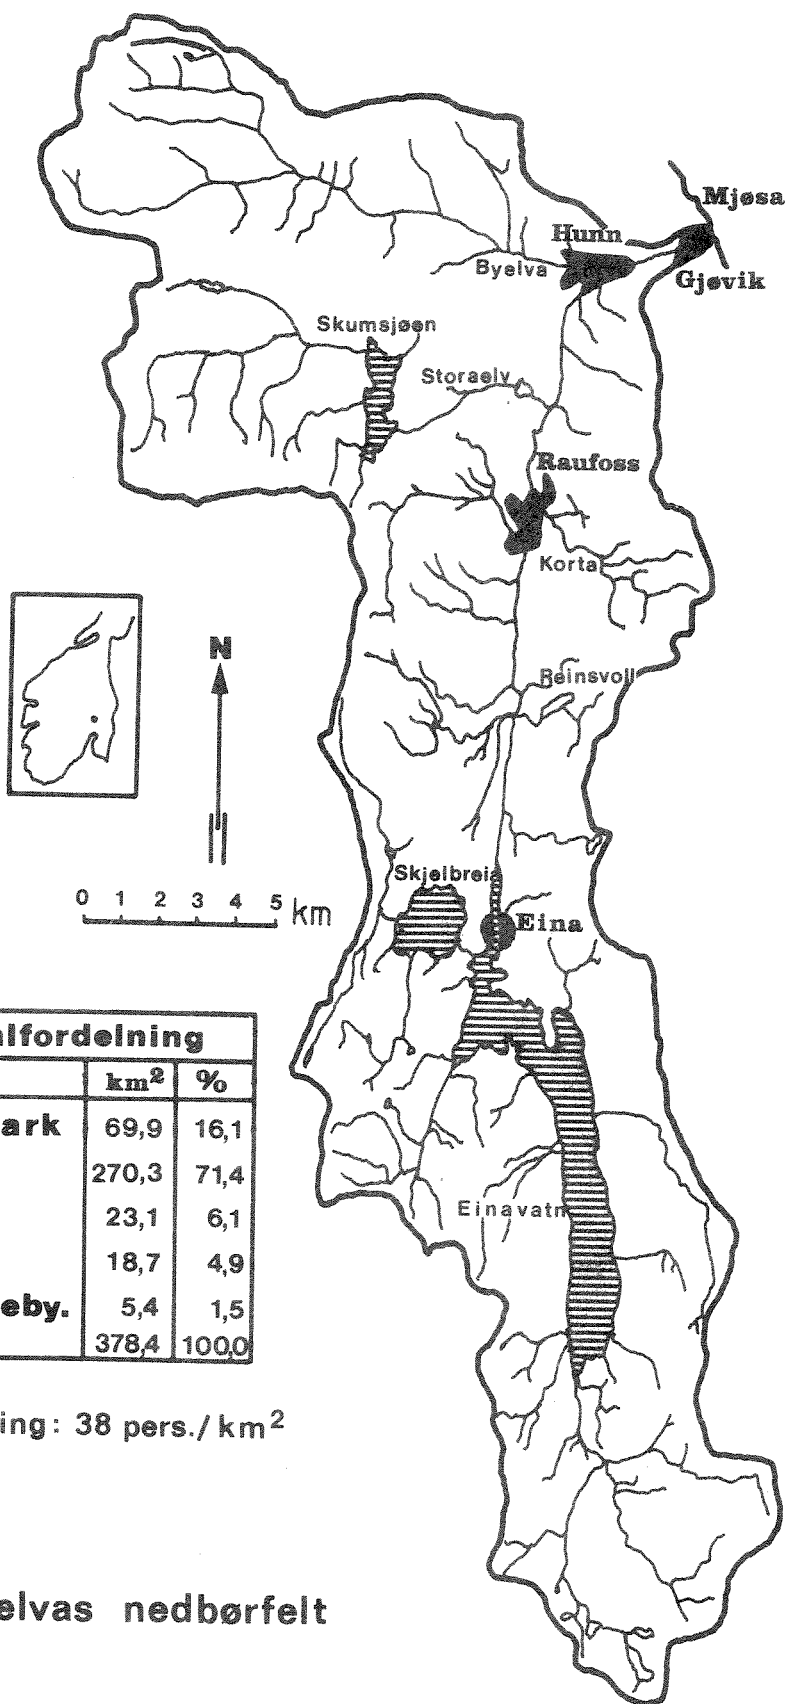 Mjøsa
Hunn
Byelva
Gjøvik
Skumsjøen
Storaelv
Raufoss
Korta
Reinsvoll
N
Skjelbreia
0 1 2 3 4 5 km
Eina
alfordelning
km² %
ark 69,9 16,1
270,3 71,4
23,1 6,1
Einavatn
18,7 4,9
eby. 5,4 1,5
378,4 100,0
ing: 38 pers./km²
elvas nedbørfelt